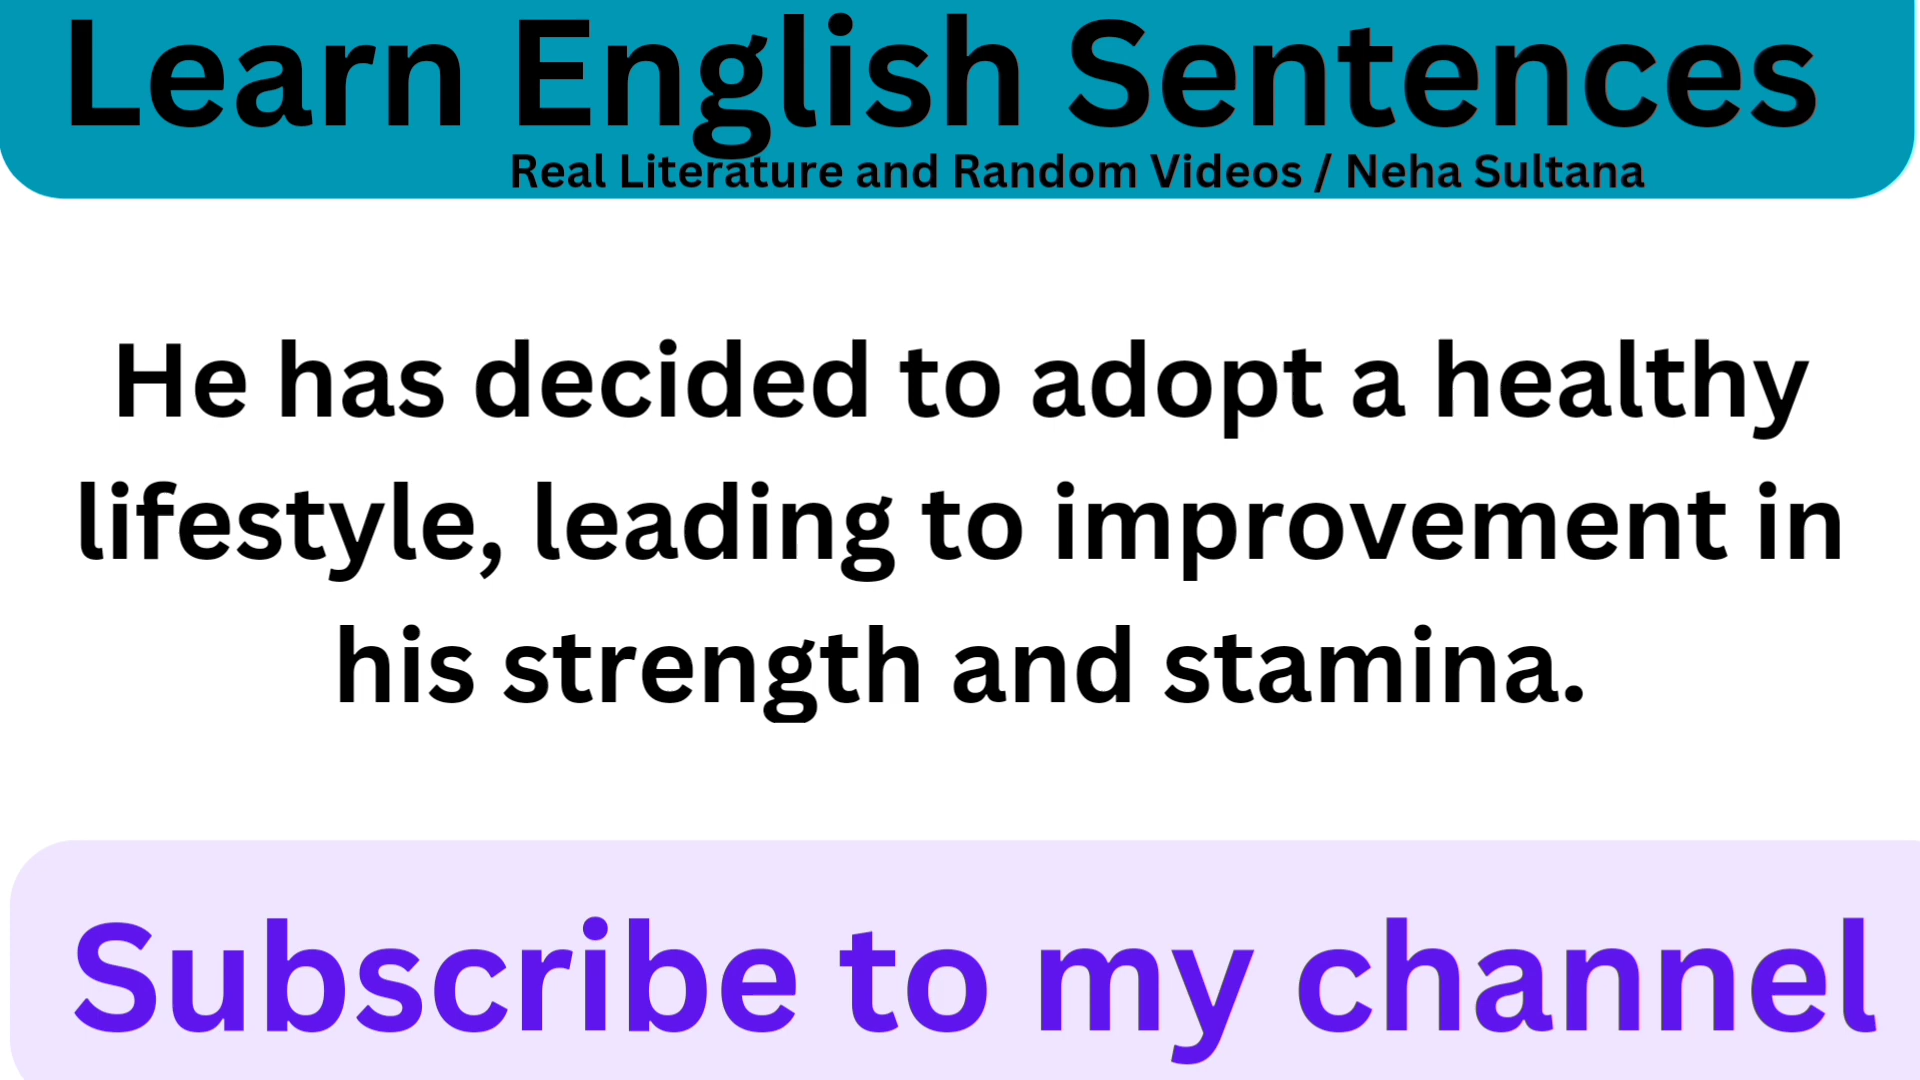 Learn English Sentences
Real Literature and Random Videos / Neha Sultana
He has decided to adopt a healthy
lifestyle, leading to improvement in
his strength and stamina.
Subscribe to my channel